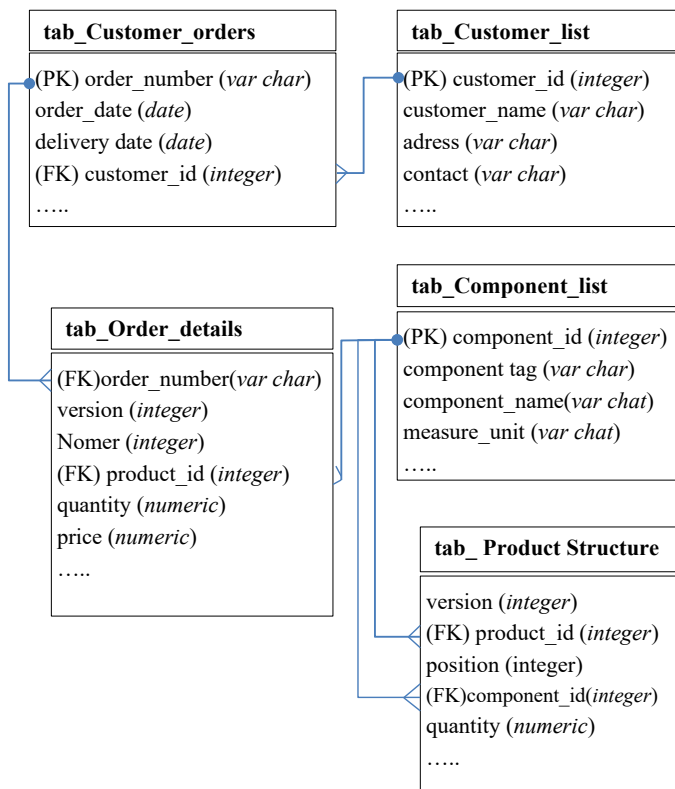 tab_Customer_orders
(PK) order_number (var char)
order_date (date)
delivery date (date)
(FK) customer_id (integer)
…..
tab_Customer_list
(PK) customer_id (integer)
customer_name (var char)
adress (var char)
contact (var char)
…..
tab_Order_details
(FK)order_number(var char)
version (integer)
Nomer (integer)
(FK) product_id (integer)
quantity (numeric)
price (numeric)
…..
tab_Component_list
(PK) component_id (integer)
component tag (var char)
component_name(var chat)
measure_unit (var chat)
…..
tab_ Product Structure
version (integer)
(FK) product_id (integer)
position (integer)
(FK)component_id(integer)
quantity (numeric)
…..